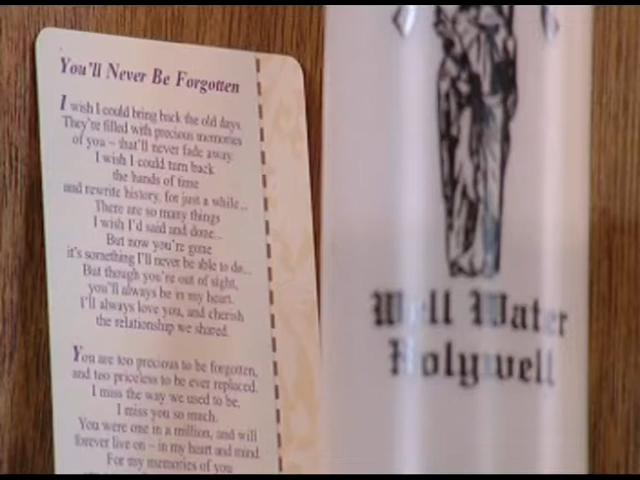 You'll Never Be Forgotten
I wish I could bring back the old days.
They're filled with precious memories
of you – that'll never fade away.
I wish I could turn back
the hands of time
and rewrite history, for just a while...
There are so many things
I wish I'd said and done...
But now you're gone
it's something I'll never be able to do...
But though you're out of sight,
you'll always be in my heart.
I'll always love you, and cherish
the relationship we shared.
You are too precious to be forgotten,
and too priceless to be ever replaced.
I miss the way we used to be,
I miss you so much.
You were one in a million, and will
forever live on – in my heart and mind
For my memories of you
Well Water
Holywell